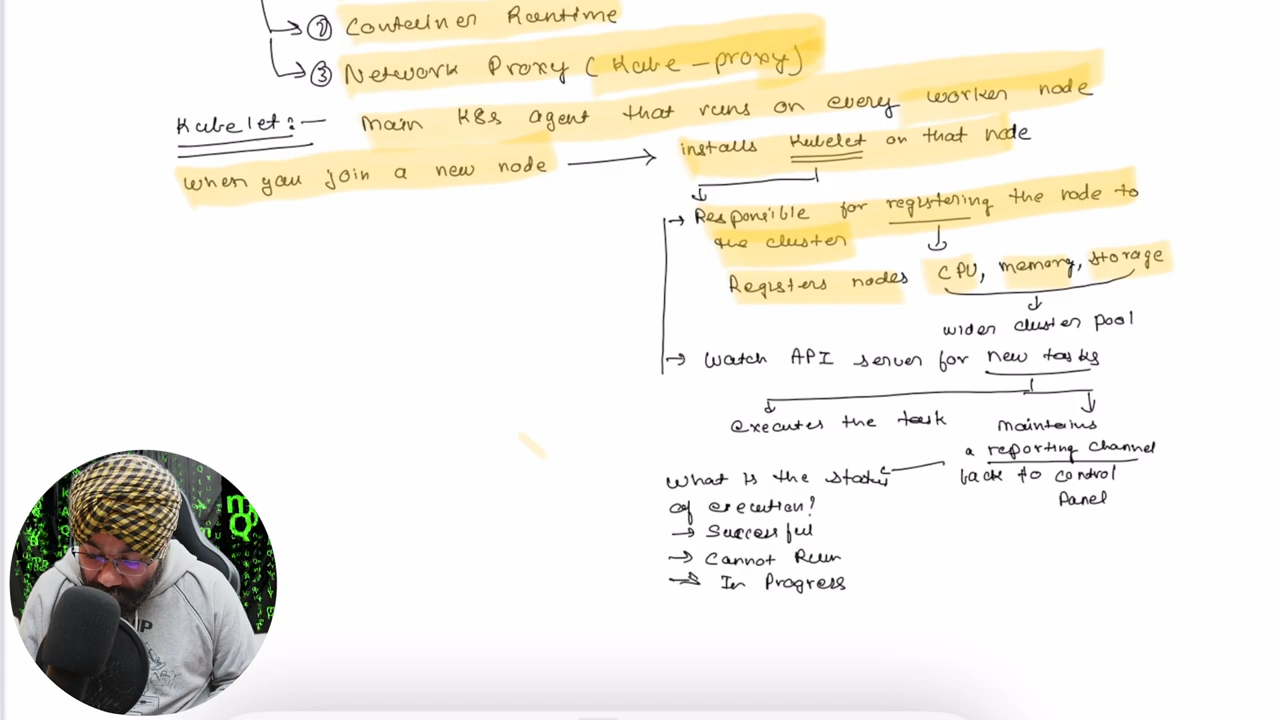 ② Container Runtime
③ Network Proxy (Kube-proxy)
Kubelet:- Main K8s agent that runs on every worker node
when you join a new node → installs Kubelet on that node
→ Responsible for registering the node to
the cluster
Registers nodes CPU, memory, storage
wider cluster pool
→ Watch API server for new tasks
executes the task
Maintains
a reporting channel
back to control
Panel
What is the status
of execution?
→ Successful
→ Cannot Run
→ In Progress